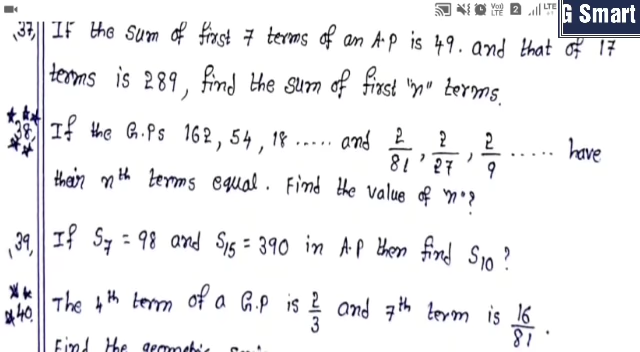 G Smart
37, If the sum of first 7 terms of an A.P is 49. and that of 17
terms is 289, find the sum of first "n" terms.
38, If the G.Ps 162, 54, 18 ..... and 2/81, 2/27, 2/9 ..... have
their nth terms equal. Find the value of 'n'?
39, If S7 = 98 and S15 = 390 in A.P then find S10?
40. The 4th term of a G.P is 2/3 and 7th term is 16/81.
Find the geometric